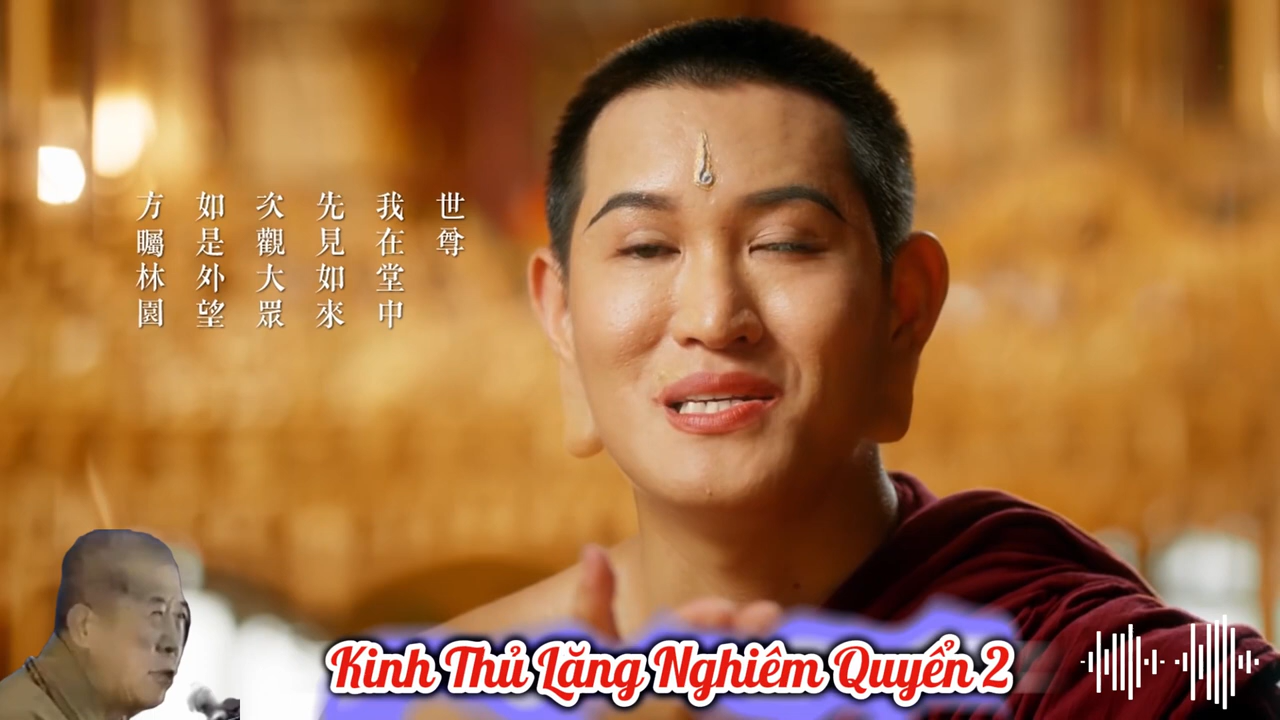 世尊
我在堂中
先見如來
次觀大眾
如是外望
方矚林園
Kinh Thủ Lăng Nghiêm Quyển 2